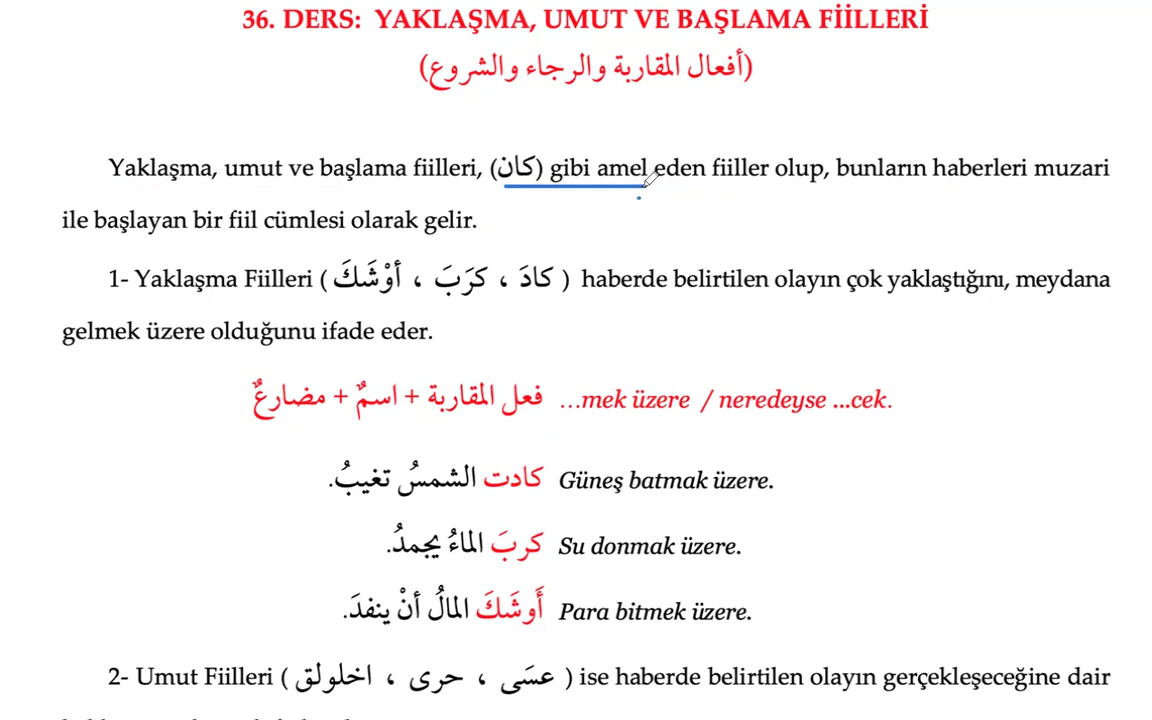 36. DERS: YAKLAŞMA, UMUT VE BAŞLAMA FİİLLERİ
(أفعال المقاربة والرجاء والشروع)
Yaklaşma, umut ve başlama fiilleri, (كان) gibi amel eden fiiller olup, bunların haberleri muzari
ile başlayan bir fiil cümlesi olarak gelir.
1- Yaklaşma Fiilleri ( كادَ ، كرَبَ ، أوْشَكَ ) haberde belirtilen olayın çok yaklaştığını, meydana
gelmek üzere olduğunu ifade eder.
فعل المقاربة + اسمٌ + مضارعٌ …mek üzere / neredeyse ...cek.
كادت الشمسُ تغيبُ. Güneş batmak üzere.
كربَ الماءُ يجمدُ. Su donmak üzere.
أَوشَكَ المالُ أنْ ينفدَ. Para bitmek üzere.
2- Umut Fiilleri ( عسَى ، حرى ، اخلولق ) ise haberde belirtilen olayın gerçekleşeceğine dair